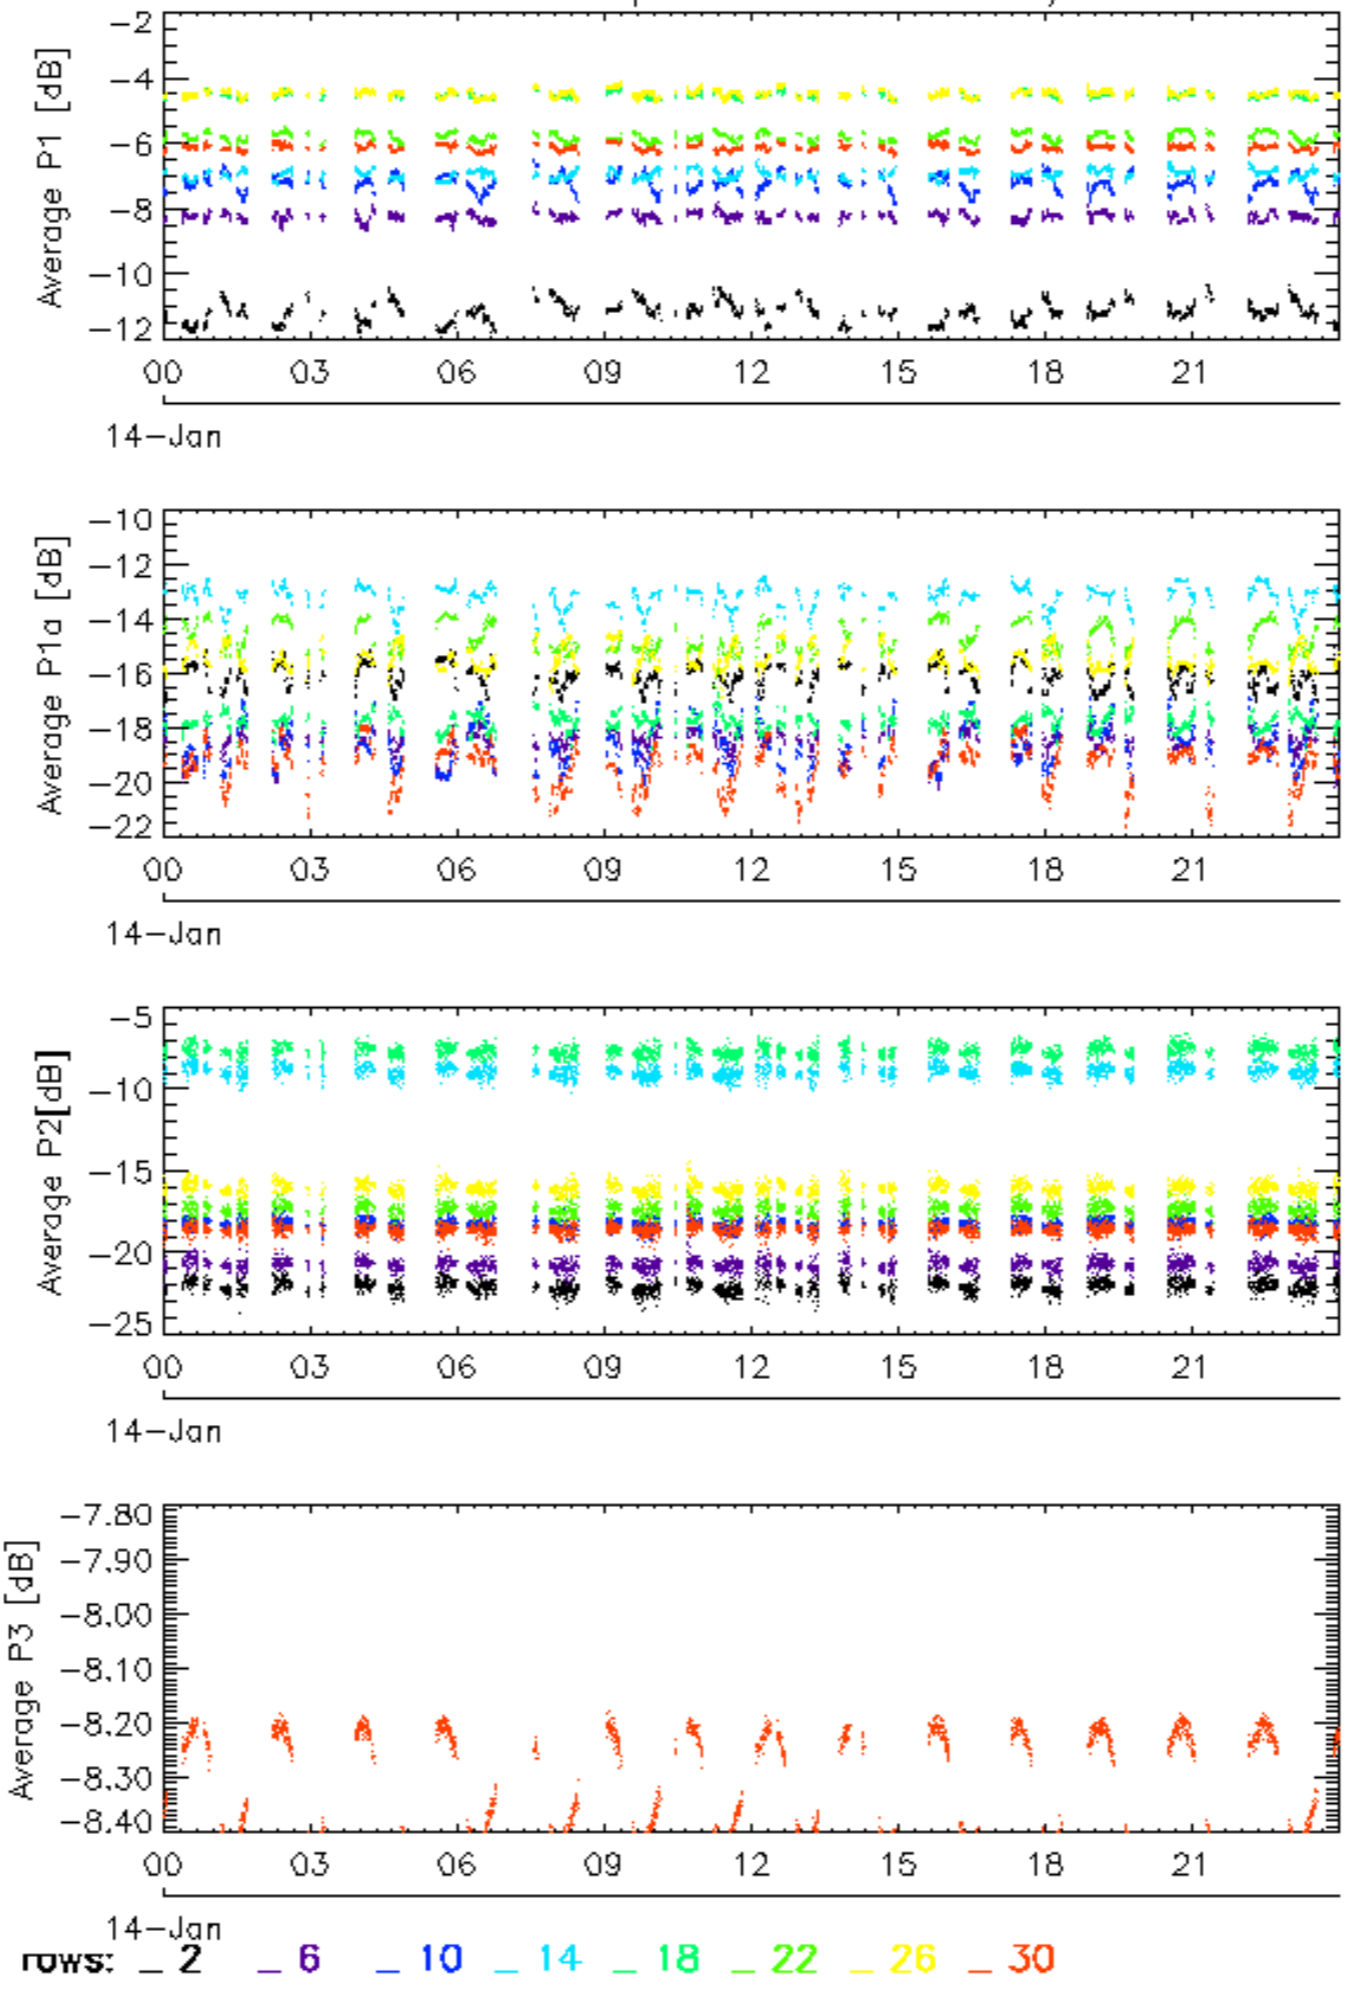 Average P1 [dB]
−2
−4
−6
−8
−10
−12
00 03 06 09 12 15 18 21
14−Jan
Average P1a [dB]
−10
−12
−14
−16
−18
−20
−22
00 03 06 09 12 15 18 21
14−Jan
Average P2[dB]
−5
−10
−15
−20
−25
00 03 06 09 12 15 18 21
14−Jan
Average P3 [dB]
−7.80
−7.90
−8.00
−8.10
−8.20
−8.30
−8.40
00 03 06 09 12 15 18 21
14−Jan
rows: _ 2 _ 6 _ 10 _ 14 _ 18 _ 22 _ 26 _ 30